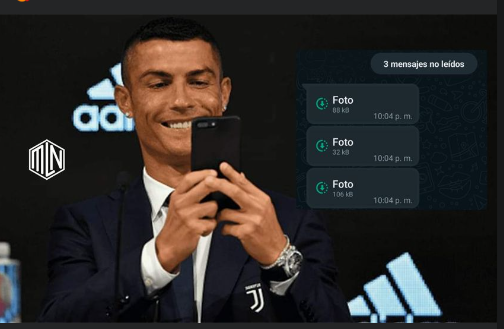 adi
MLN
3 mensajes no leídos
Foto
88 kB
10:04 p. m.
Foto
32 kB
10:04 p. m.
Foto
106 kB
10:04 p. m.
J